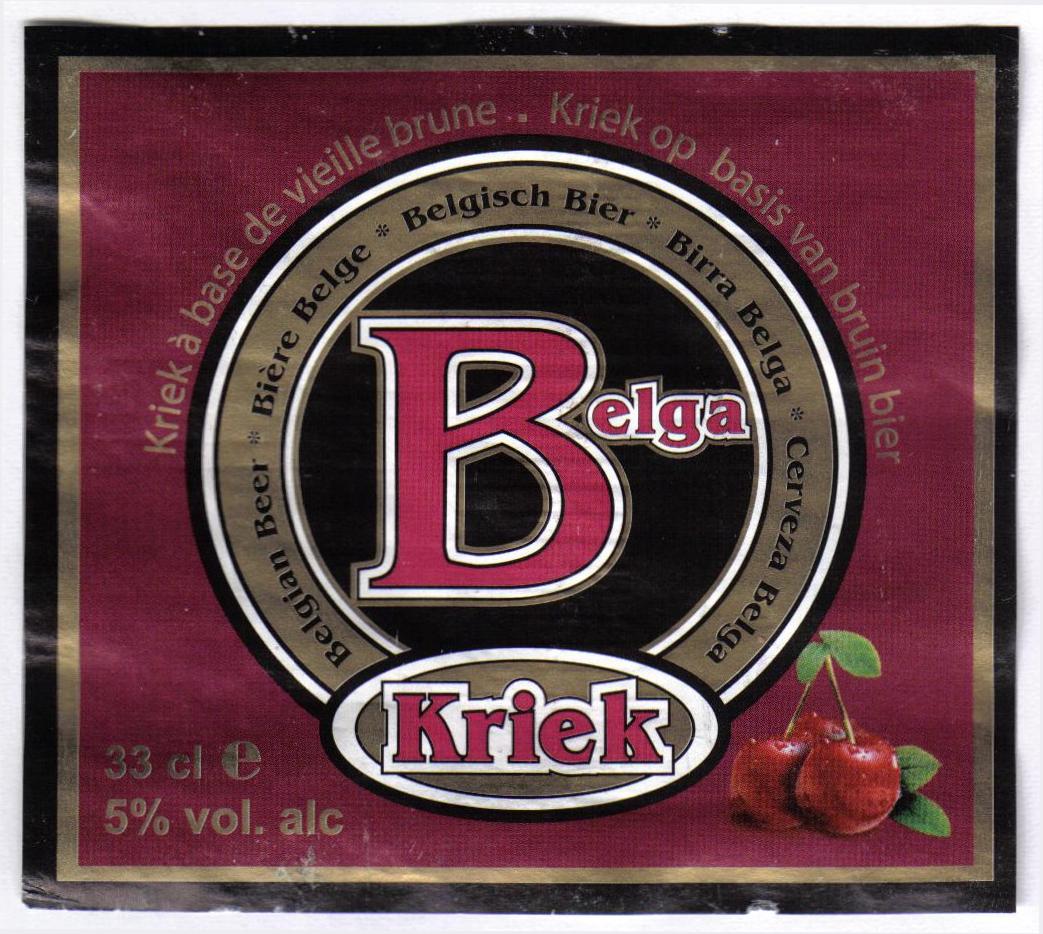 Kriek à base de vieille brune . Kriek op basis van bruin bier
Belgian Beer * Bière Belge * Belgisch Bier * Birra Belga * Cerveza Belga
Belga
Kriek
33 cl e
5% vol. alc